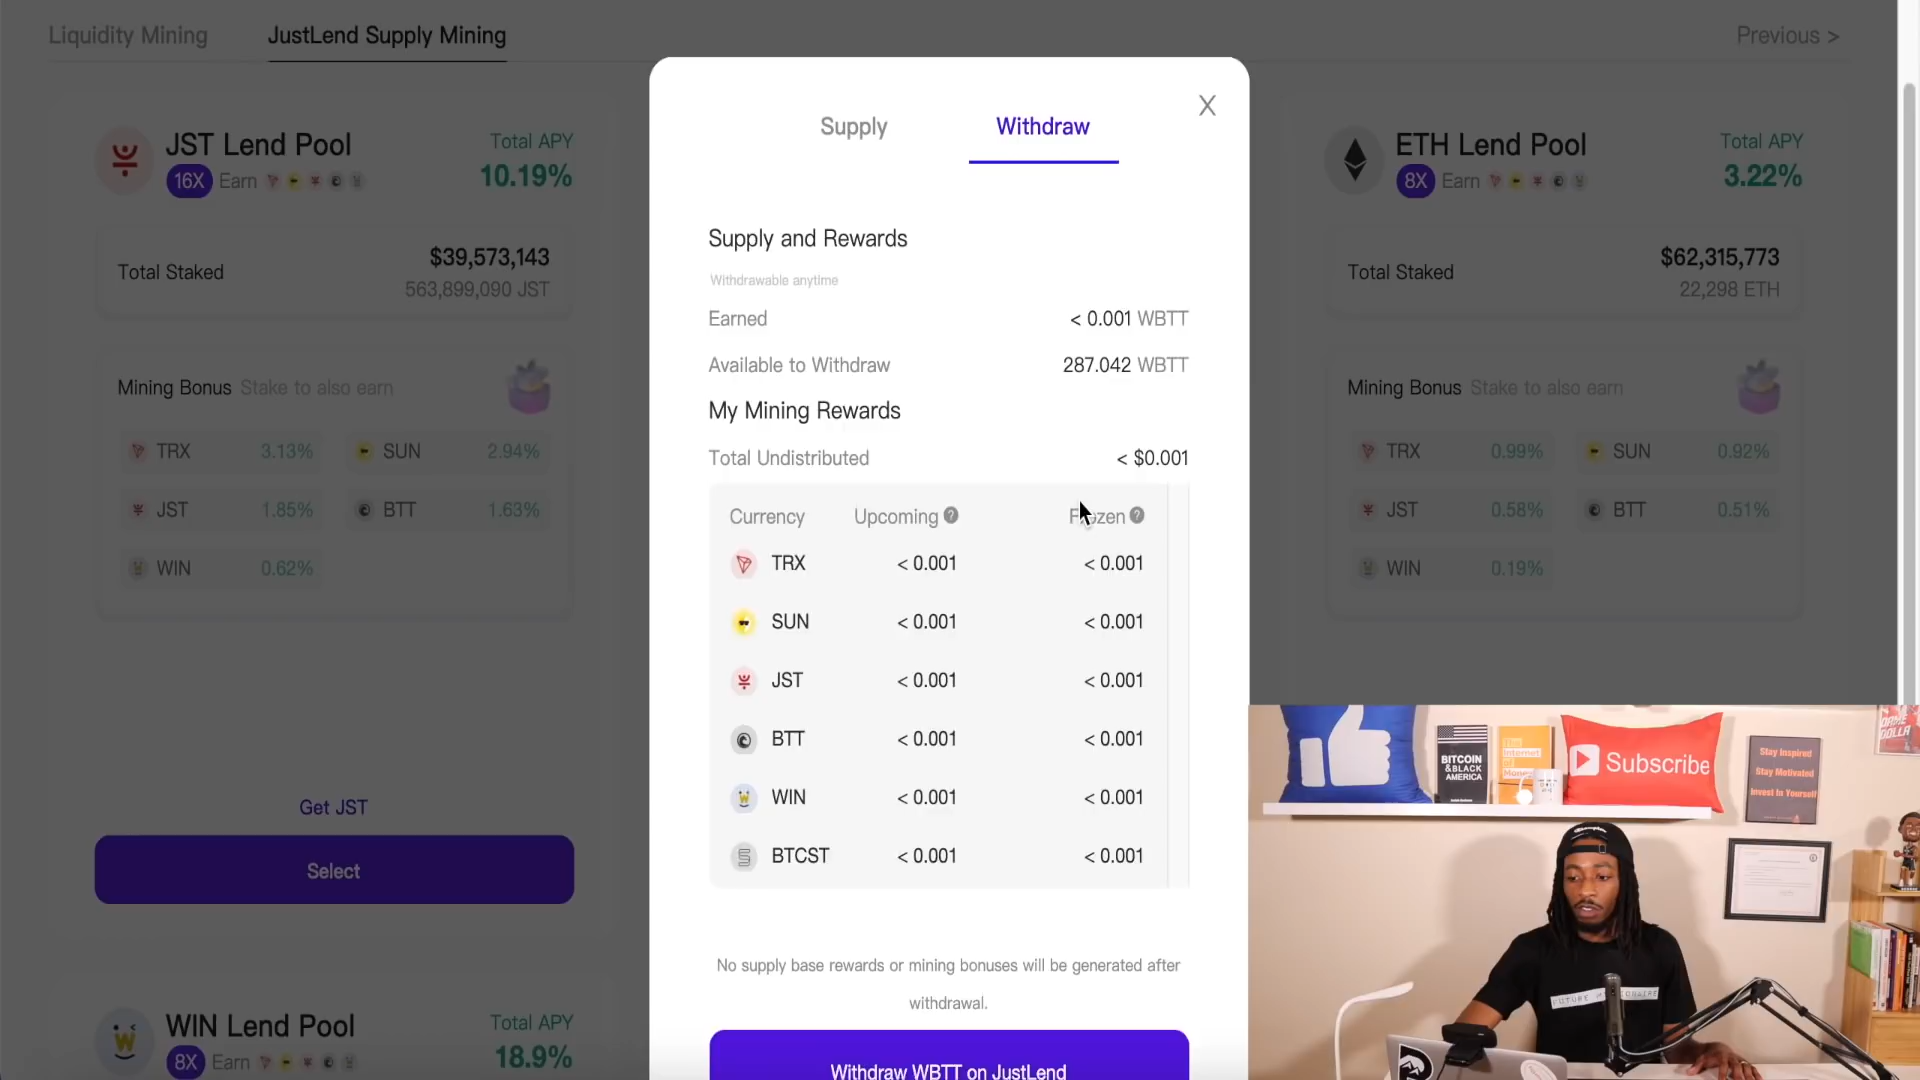 Liquidity Mining
JustLend Supply Mining
Previous >
JST Lend Pool
Total APY
16X Earn
10.19%
Total Staked
$39,573,143
563,899,090 JST
Mining Bonus Stake to also earn
TRX 3.13%
SUN 2.94%
JST 1.85%
BTT 1.63%
WIN 0.62%
Get JST
Select
WIN Lend Pool
Total APY
8X Earn
18.9%
Supply
Withdraw
X
Supply and Rewards
Withdrawable anytime
Earned < 0.001 WBTT
Available to Withdraw 287.042 WBTT
My Mining Rewards
Total Undistributed < $0.001
Currency Upcoming ? Frozen ?
TRX < 0.001 < 0.001
SUN < 0.001 < 0.001
JST < 0.001 < 0.001
BTT < 0.001 < 0.001
WIN < 0.001 < 0.001
BTCST < 0.001 < 0.001
No supply base rewards or mining bonuses will be generated after
withdrawal.
Withdraw WBTT on JustLend
ETH Lend Pool
Total APY
8X Earn
3.22%
Total Staked
$62,315,773
22,298 ETH
Mining Bonus Stake to also earn
TRX 0.99%
SUN 0.92%
JST 0.58%
BTT 0.51%
WIN 0.19%
BITCOIN
& BLACK
AMERICA
Subscribe
Stay Inspired
Stay Motivated
Invest In Yourself